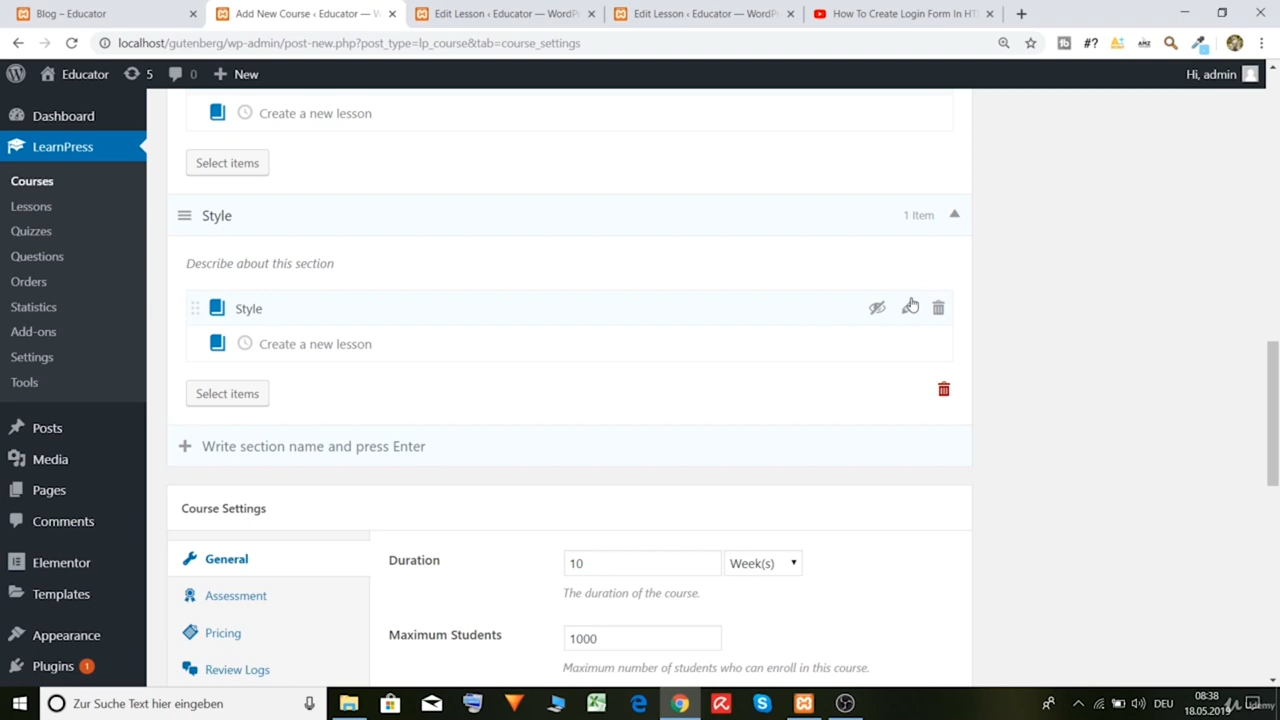 Blog – Educator
Add New Course ‹ Educator — W
Edit Lesson ‹ Educator — WordPr
Edit Lesson ‹ Educator — WordPr
How To Create Login Form In HT
localhost/gutenberg/wp-admin/post-new.php?post_type=lp_course&tab=course_settings
Educator 5 0 New
Hi, admin
Dashboard
LearnPress
Courses
Lessons
Quizzes
Questions
Orders
Statistics
Add-ons
Settings
Tools
Posts
Media
Pages
Comments
Elementor
Templates
Appearance
Plugins 1
Create a new lesson
Select items
Style 1 Item
Describe about this section
Style
Create a new lesson
Select items
Write section name and press Enter
Course Settings
General
Assessment
Pricing
Review Logs
Duration 10 Week(s)
The duration of the course.
Maximum Students 1000
Maximum number of students who can enroll in this course.
Zur Suche Text hier eingeben
DEU
08:38
18.05.2019
Udemy